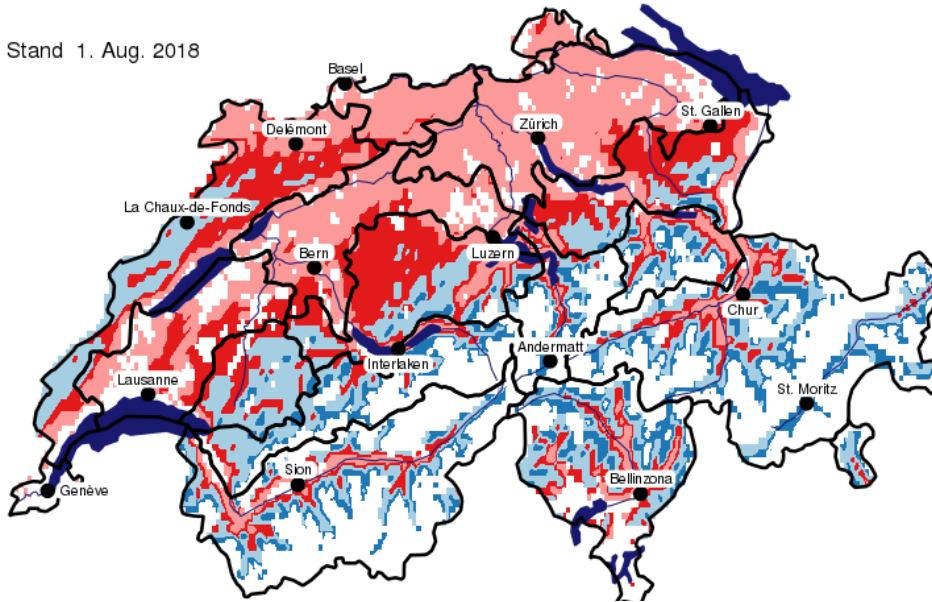 Stand 1. Aug. 2018
Basel
St. Gallen
Delémont
Zürich
La Chaux-de-Fonds
Bern
Luzern
Chur
Andermatt
Interlaken
Lausanne
St. Moritz
Sion
Bellinzona
Genève